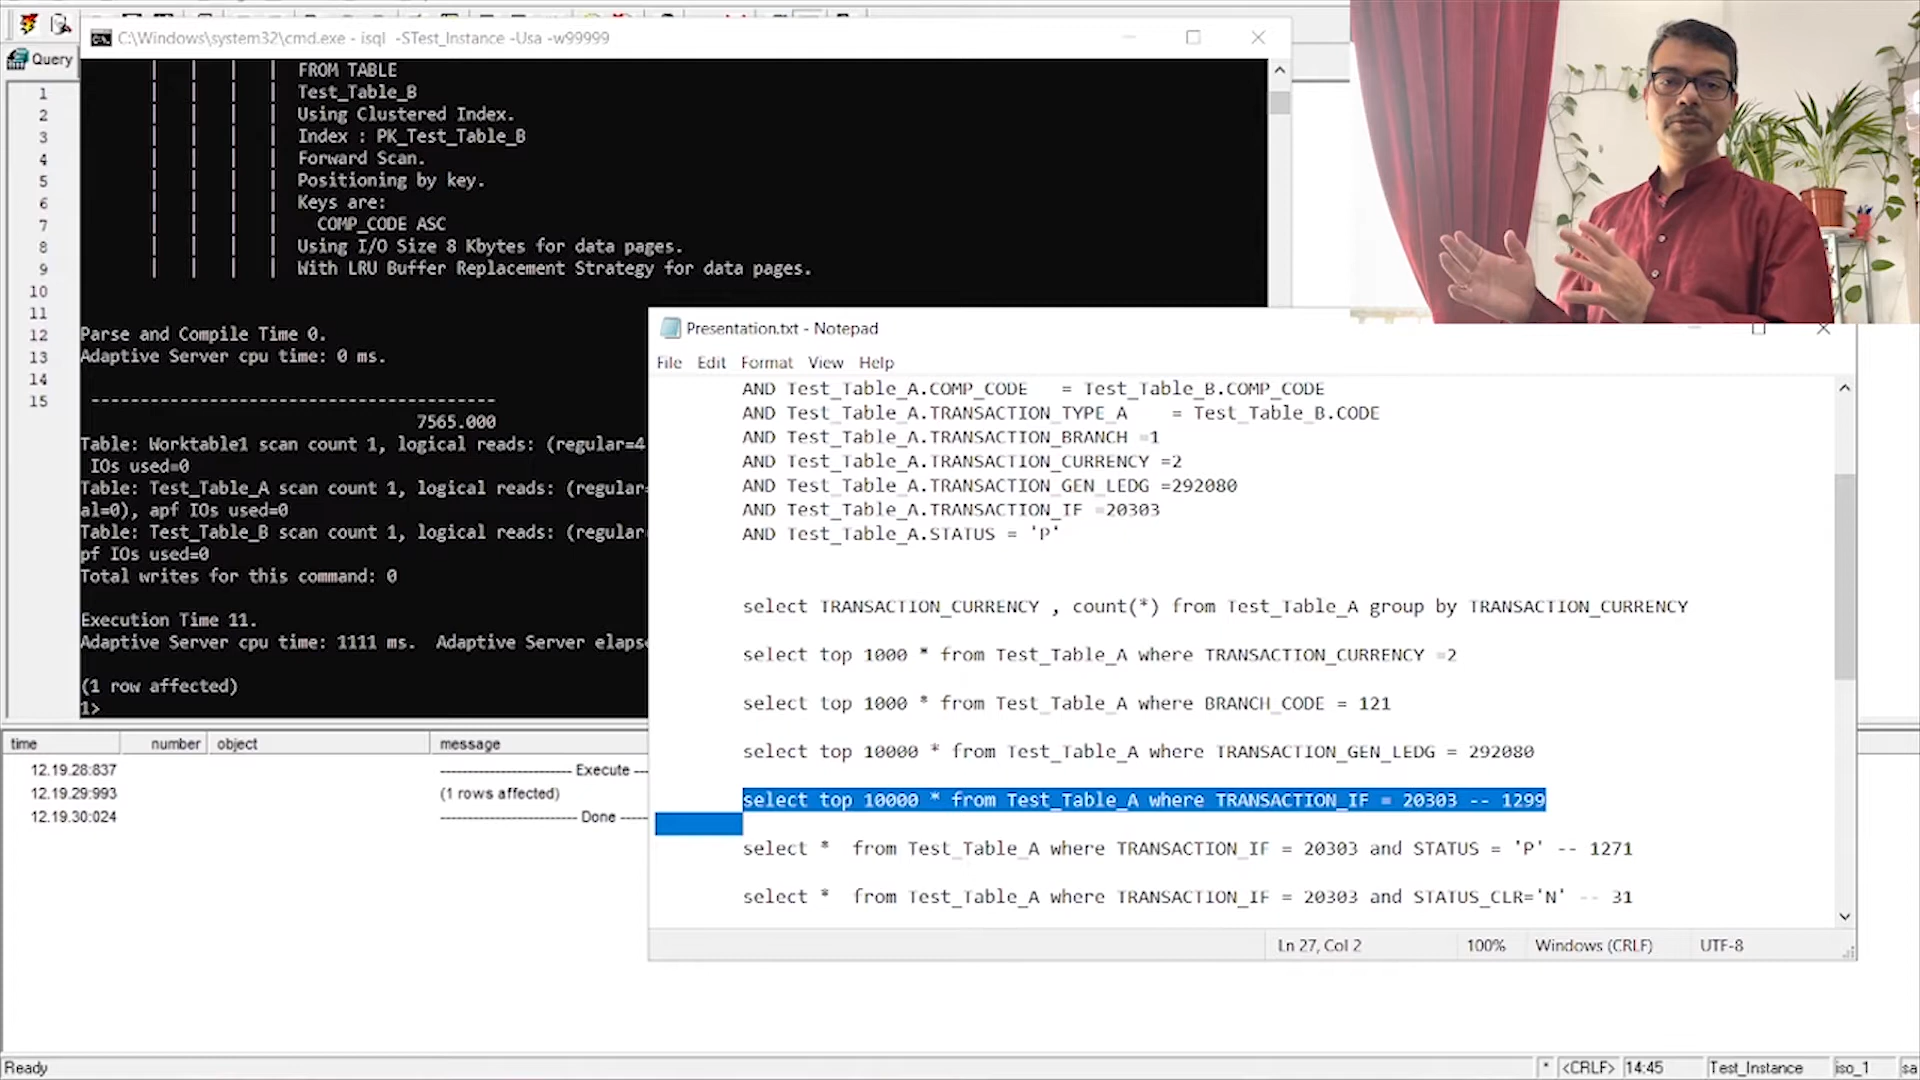 C:\Windows\system32\cmd.exe - isql -STest_Instance -Usa -w99999
Query
1
2
3
4
5
6
7
8
9
10
11
12
13
14
15
FROM TABLE
Test_Table_B
Using Clustered Index.
Index : PK_Test_Table_B
Forward Scan.
Positioning by key.
Keys are:
COMP_CODE ASC
Using I/O Size 8 Kbytes for data pages.
With LRU Buffer Replacement Strategy for data pages.
Parse and Compile Time 0.
Adaptive Server cpu time: 0 ms.
----------------------------------------
7565.000
Table: Worktable1 scan count 1, logical reads: (regular=4
IOs used=0
Table: Test_Table_A scan count 1, logical reads: (regular=
al=0), apf IOs used=0
Table: Test_Table_B scan count 1, logical reads: (regular=
pf IOs used=0
Total writes for this command: 0
Execution Time 11.
Adaptive Server cpu time: 1111 ms. Adaptive Server elapse
(1 row affected)
1>
Presentation.txt - Notepad
File Edit Format View Help
AND Test_Table_A.COMP_CODE = Test_Table_B.COMP_CODE
AND Test_Table_A.TRANSACTION_TYPE_A = Test_Table_B.CODE
AND Test_Table_A.TRANSACTION_BRANCH =1
AND Test_Table_A.TRANSACTION_CURRENCY =2
AND Test_Table_A.TRANSACTION_GEN_LEDG =292080
AND Test_Table_A.TRANSACTION_IF =20303
AND Test_Table_A.STATUS = 'P'
select TRANSACTION_CURRENCY , count(*) from Test_Table_A group by TRANSACTION_CURRENCY
select top 1000 * from Test_Table_A where TRANSACTION_CURRENCY =2
select top 1000 * from Test_Table_A where BRANCH_CODE = 121
select top 10000 * from Test_Table_A where TRANSACTION_GEN_LEDG = 292080
select top 10000 * from Test_Table_A where TRANSACTION_IF = 20303 -- 1299
select * from Test_Table_A where TRANSACTION_IF = 20303 and STATUS = 'P' -- 1271
select * from Test_Table_A where TRANSACTION_IF = 20303 and STATUS_CLR='N' -- 31
Ln 27, Col 2 100% Windows (CRLF) UTF-8
time number object message
12.19.28:837 ------------------------ Execute ---
12.19.29:993 (1 rows affected)
12.19.30:024 ------------------------ Done ----
Ready * <CRLF> 14:45 Test_Instance iso_1 sa